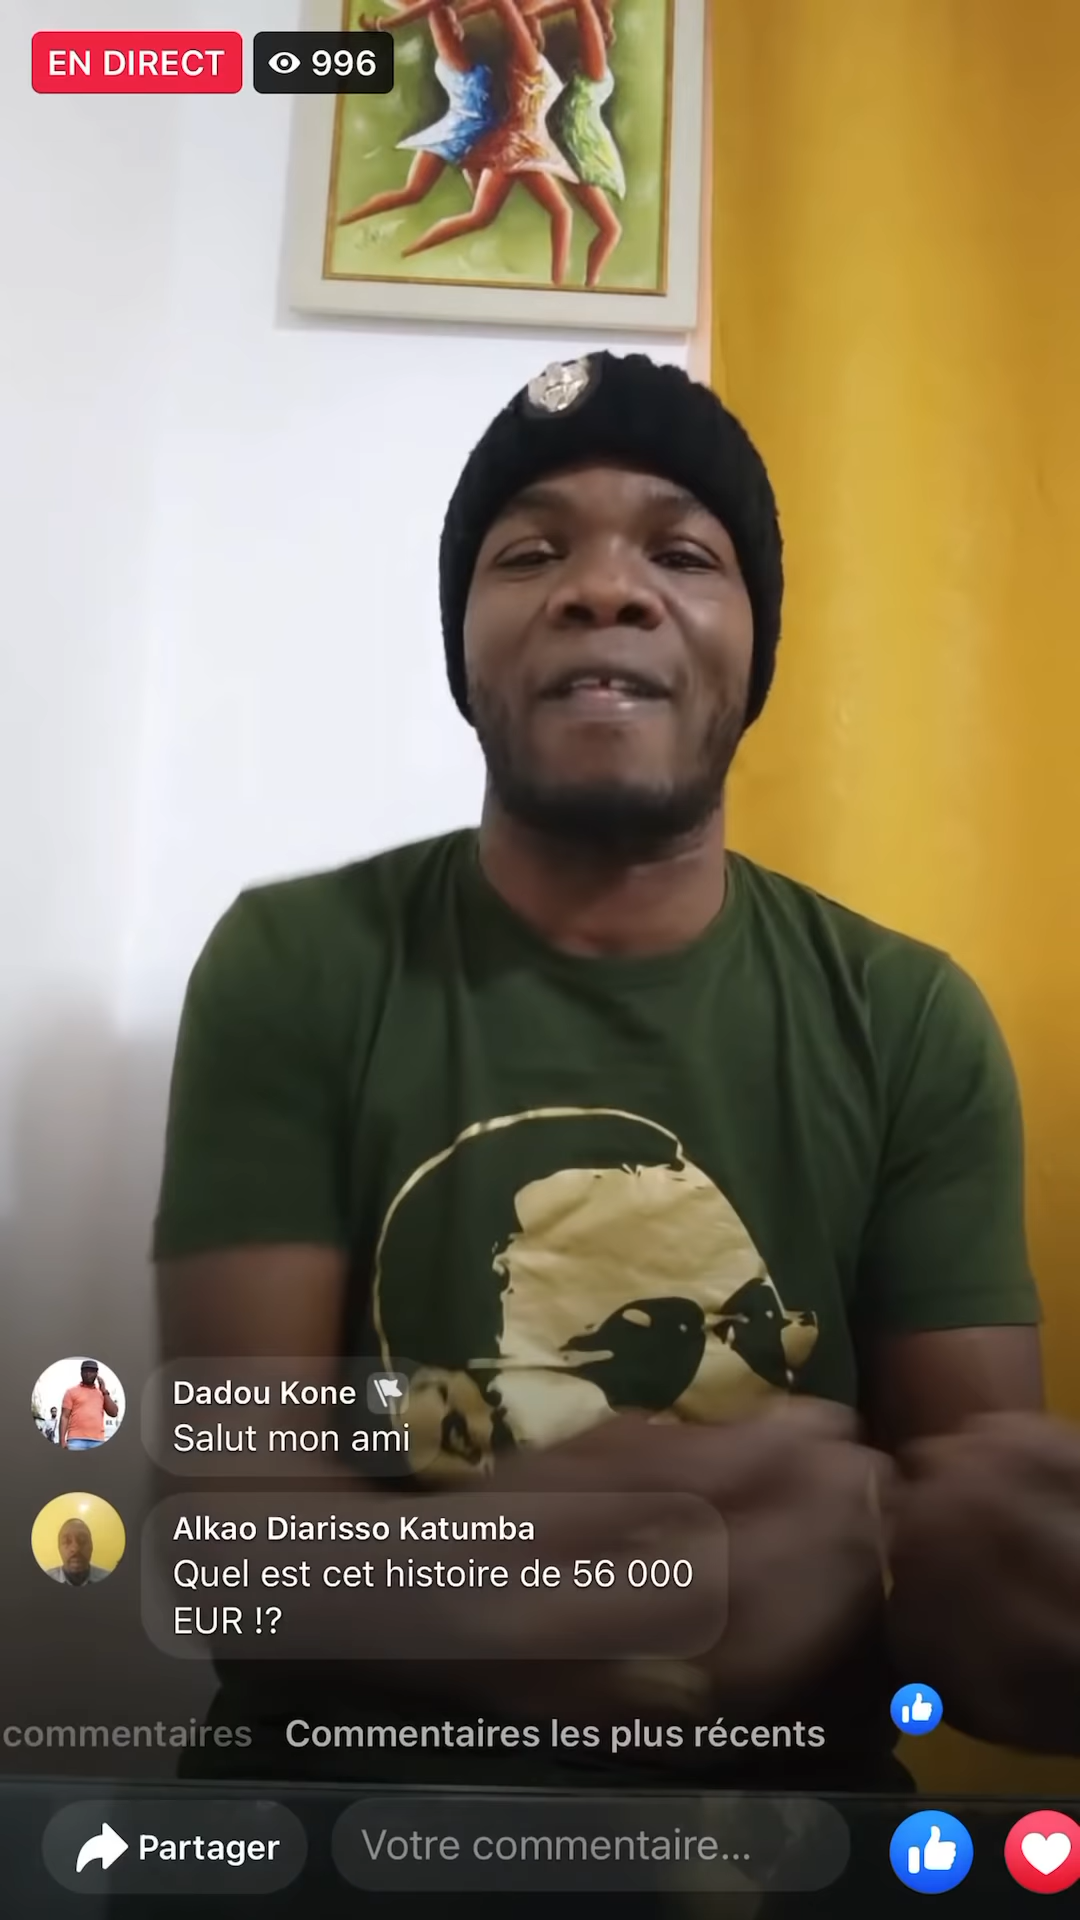 EN DIRECT 996
Dadou Kone
Salut mon ami
Alkao Diarisso Katumba
Quel est cet histoire de 56 000
EUR !?
commentaires Commentaires les plus récents
Partager Votre commentaire...